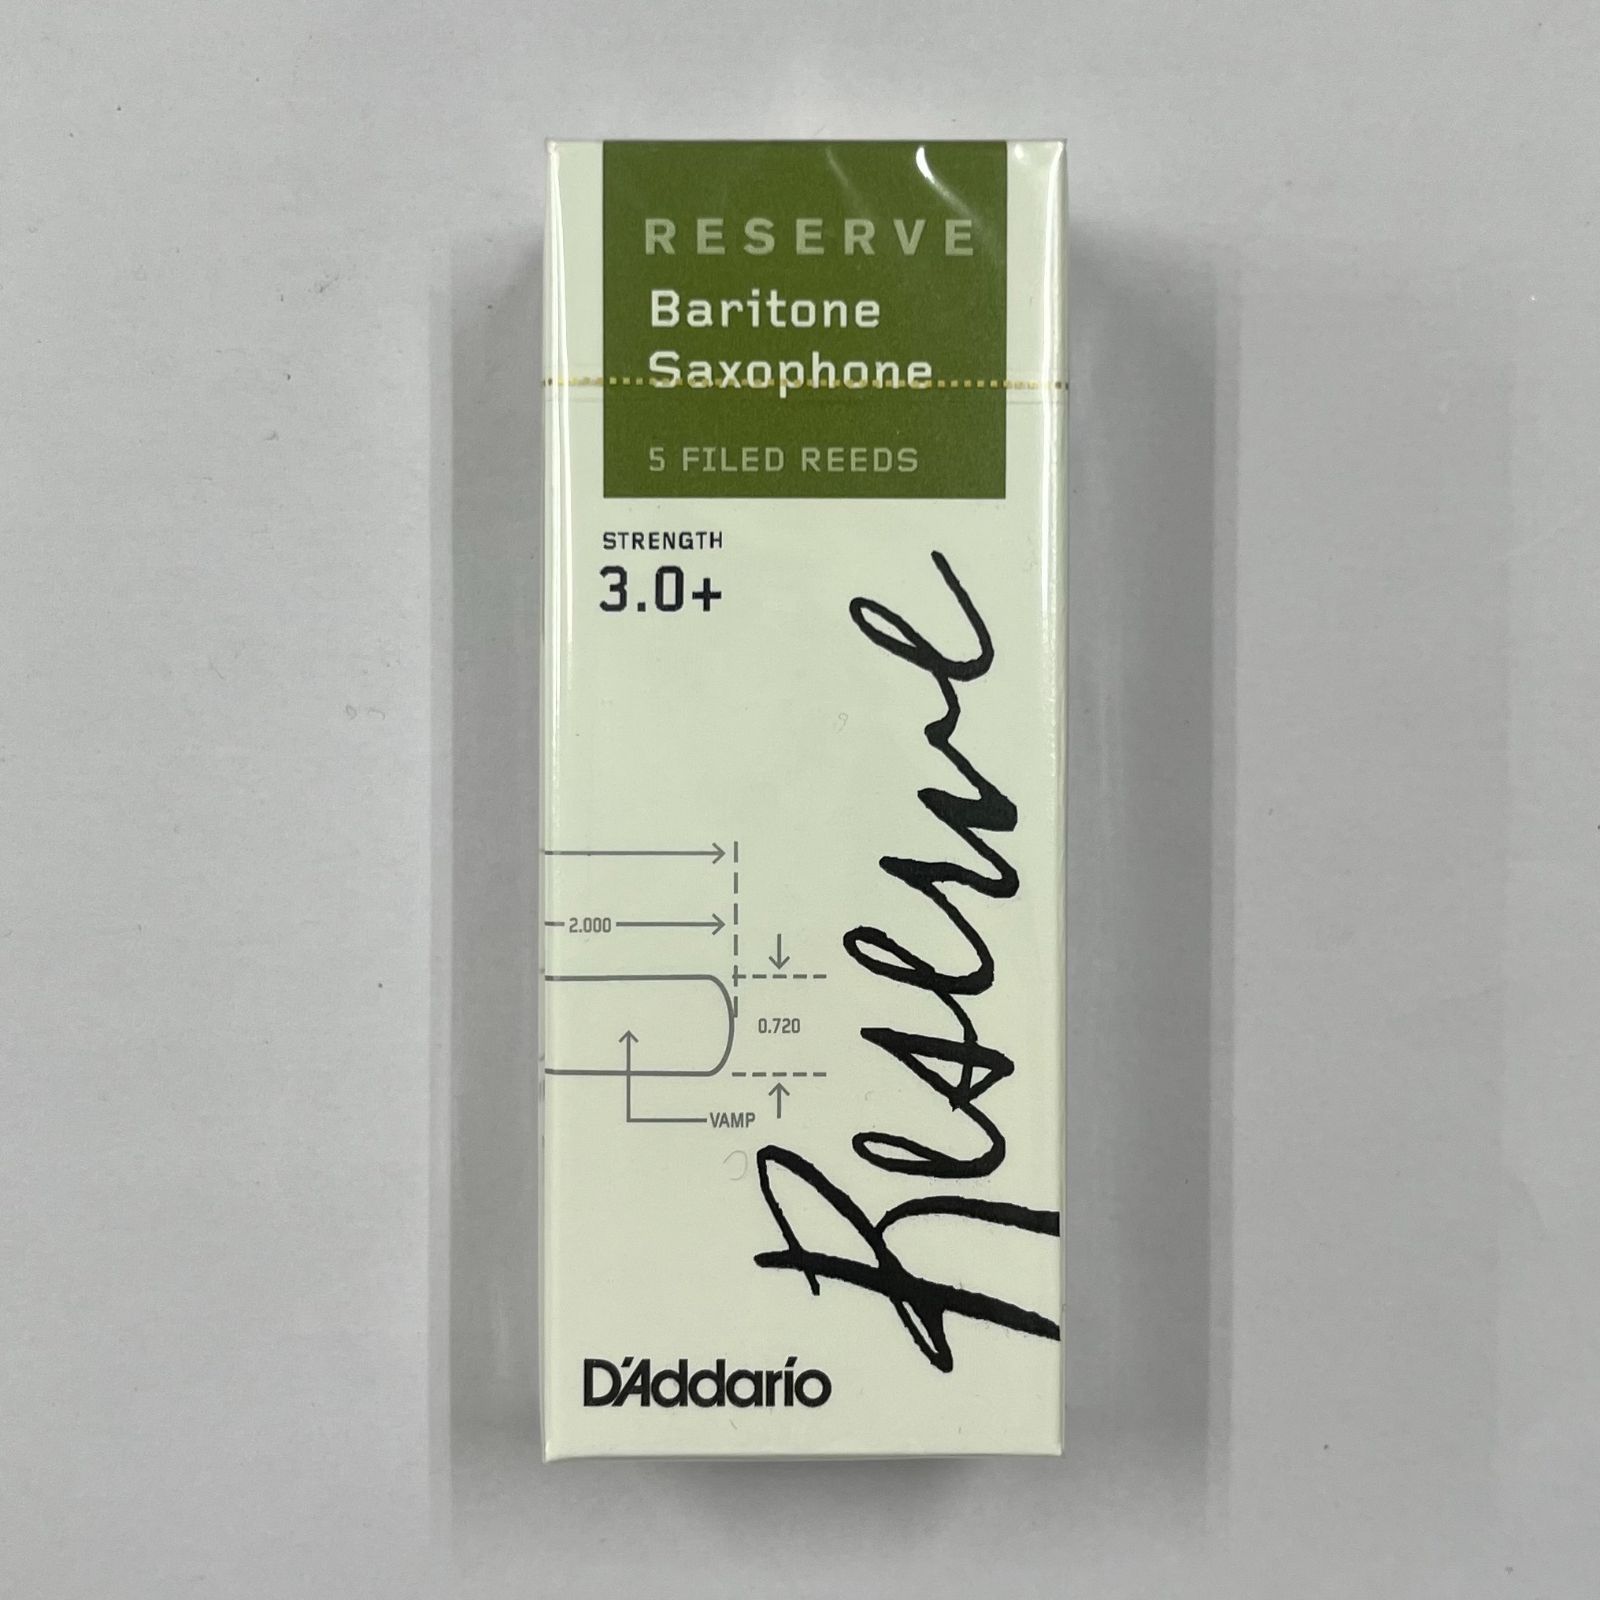 RESERVE
Baritone
Saxophone
5 FILED REEDS
STRENGTH
3.0+
2.000
0.720
VAMP
Reserve
D'Addario